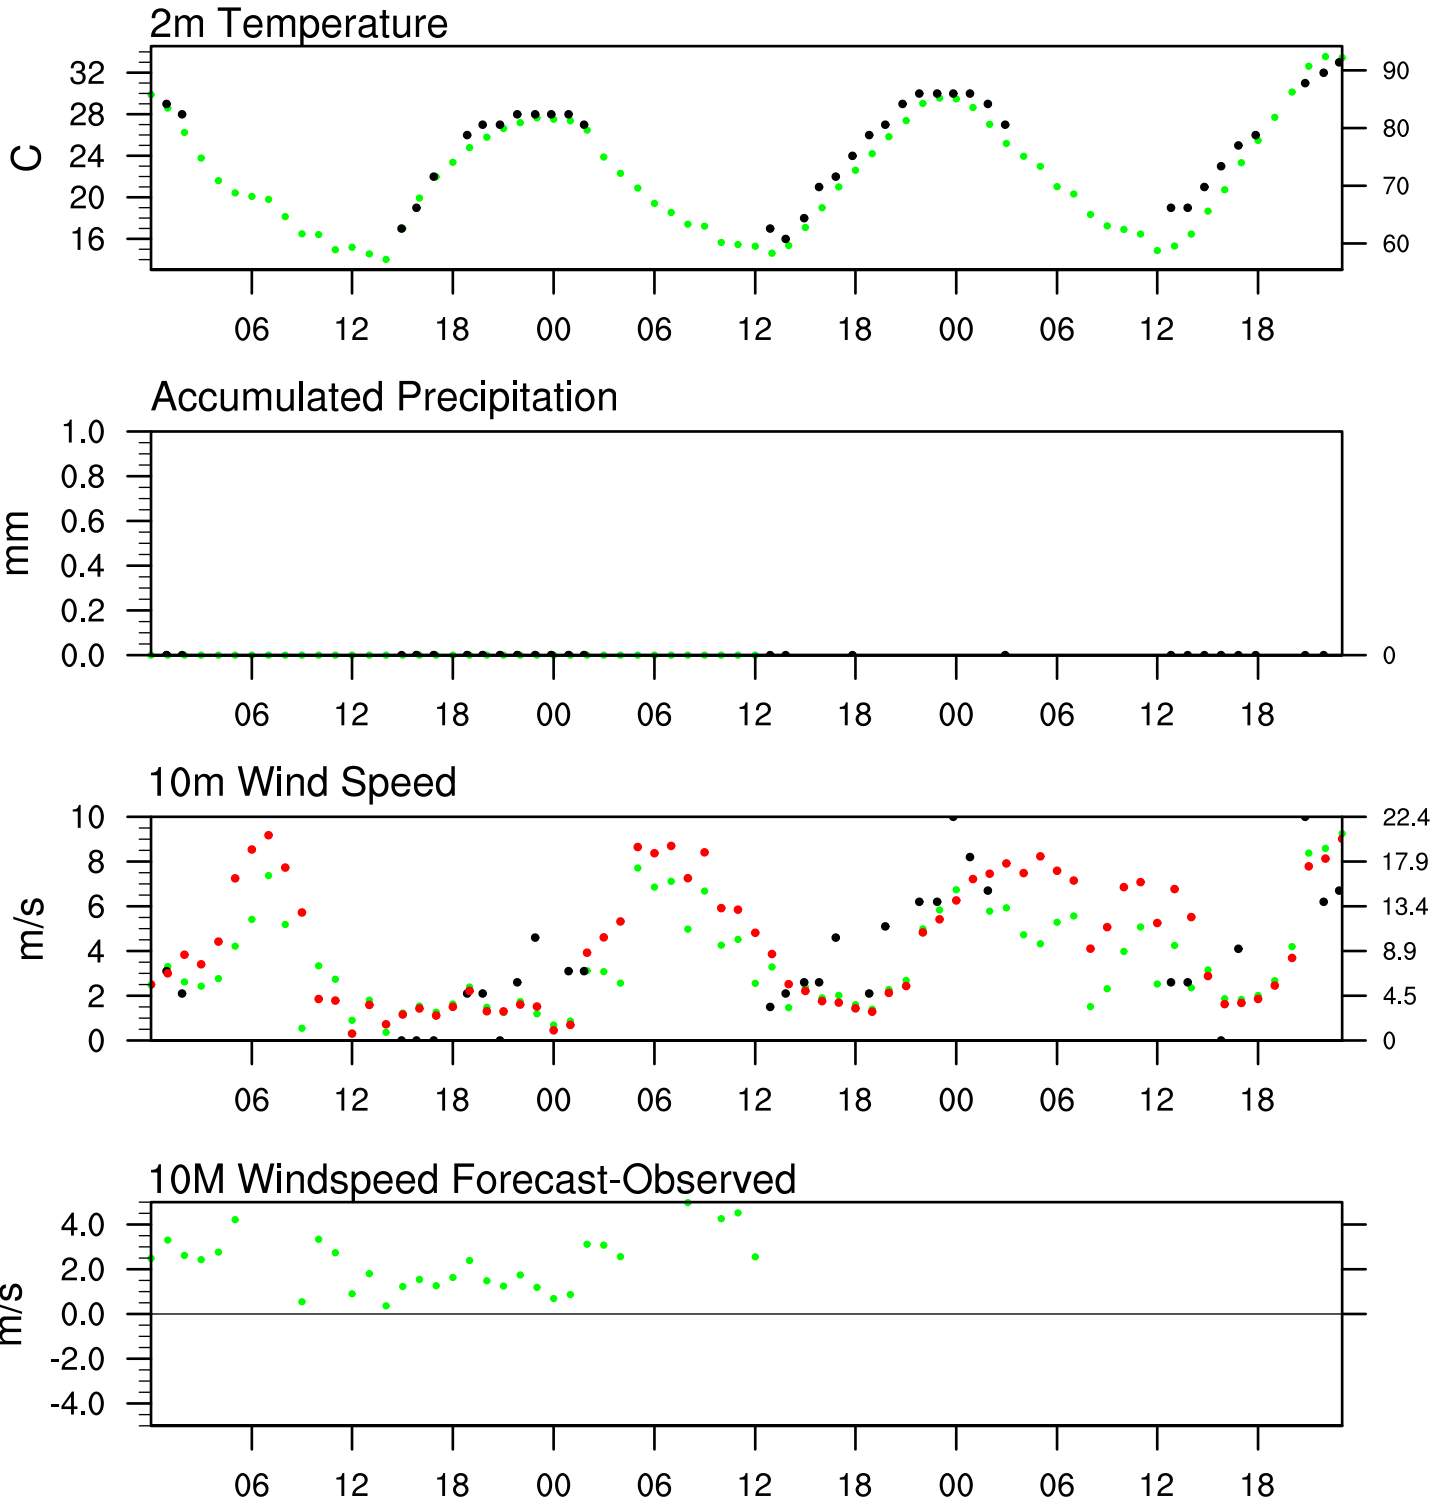 2m Temperature
32
28
24
20
16
C
90
80
70
60
06 12 18 00 06 12 18 00 06 12 18
Accumulated Precipitation
1.0
0.8
0.6
0.4
0.2
0.0
mm
0
06 12 18 00 06 12 18 00 06 12 18
10m Wind Speed
10
8
6
4
2
0
m/s
22.4
17.9
13.4
8.9
4.5
0
06 12 18 00 06 12 18 00 06 12 18
10M Windspeed Forecast-Observed
4.0
2.0
0.0
-2.0
-4.0
m/s
06 12 18 00 06 12 18 00 06 12 18